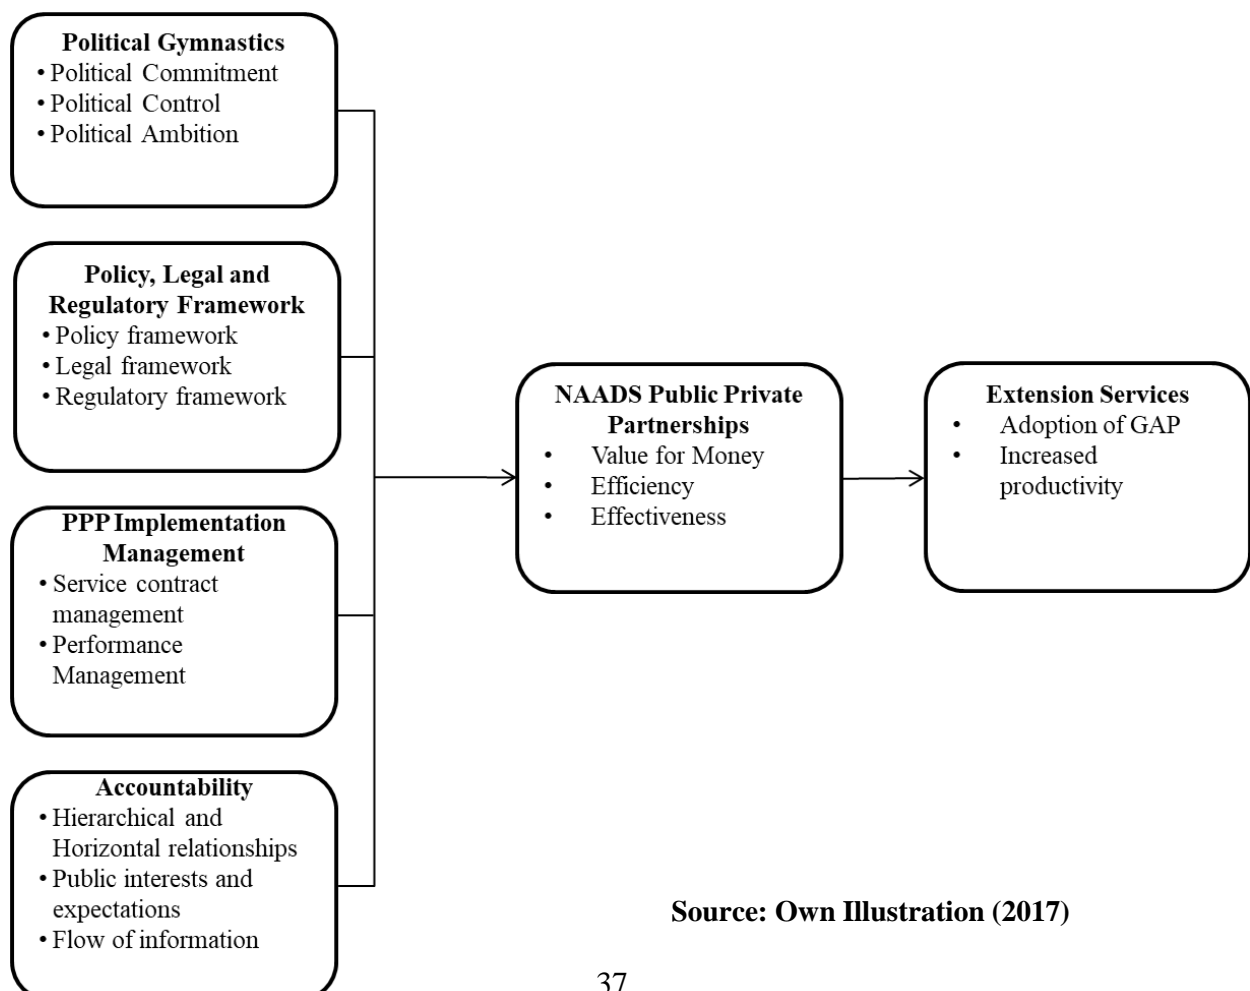 Political Gymnastics
• Political Commitment
• Political Control
• Political Ambition
Policy, Legal and
Regulatory Framework
• Policy framework
• Legal framework
• Regulatory framework
PPP Implementation
Management
• Service contract
management
• Performance
Management
Accountability
• Hierarchical and
Horizontal relationships
• Public interests and
expectations
• Flow of information
NAADS Public Private
Partnerships
• Value for Money
• Efficiency
• Effectiveness
Extension Services
• Adoption of GAP
• Increased
productivity
Source: Own Illustration (2017)
37